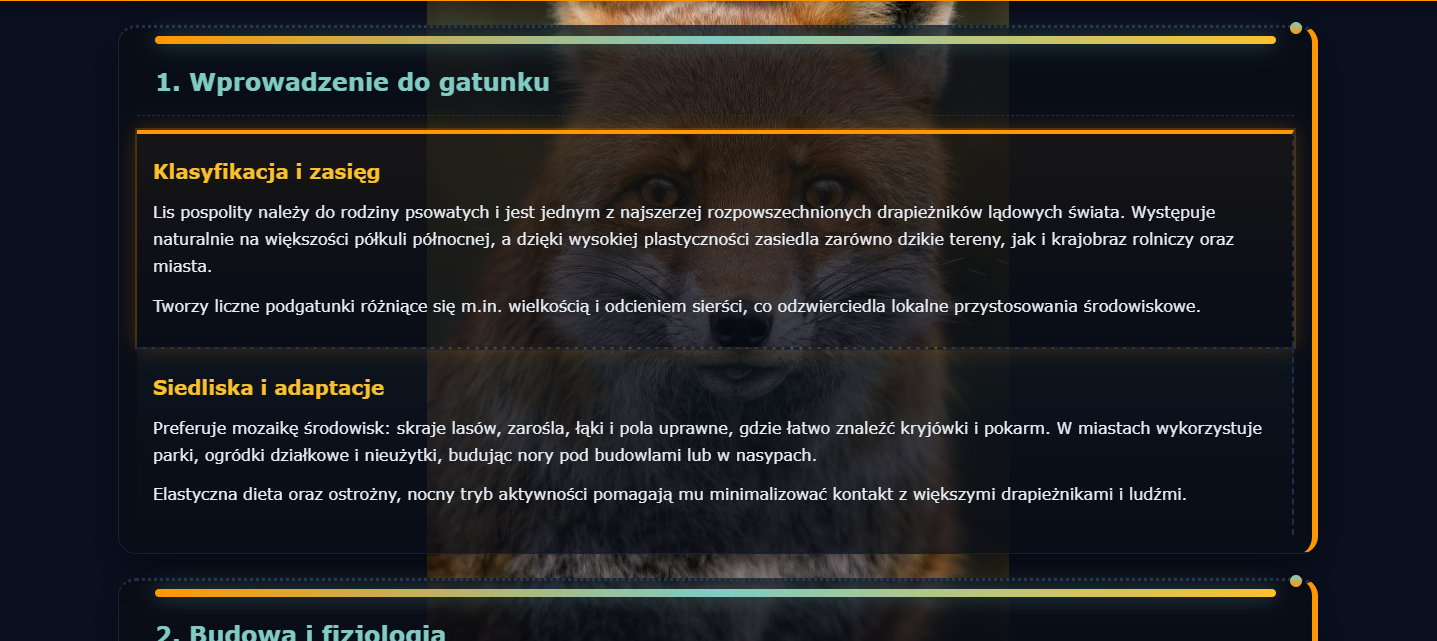 1. Wprowadzenie do gatunku
Klasyfikacja i zasięg
Lis pospolity należy do rodziny psowatych i jest jednym z najszerzej rozpowszechnionych drapieżników lądowych świata. Występuje
naturalnie na większości półkuli północnej, a dzięki wysokiej plastyczności zasiedla zarówno dzikie tereny, jak i krajobraz rolniczy oraz
miasta.
Tworzy liczne podgatunki różniące się m.in. wielkością i odcieniem sierści, co odzwierciedla lokalne przystosowania środowiskowe.
Siedliska i adaptacje
Preferuje mozaikę środowisk: skraje lasów, zarośla, łąki i pola uprawne, gdzie łatwo znaleźć kryjówki i pokarm. W miastach wykorzystuje
parki, ogródki działkowe i nieużytki, budując nory pod budowlami lub w nasypach.
Elastyczna dieta oraz ostrożny, nocny tryb aktywności pomagają mu minimalizować kontakt z większymi drapieżnikami i ludźmi.
2. Budowa i fizjologia